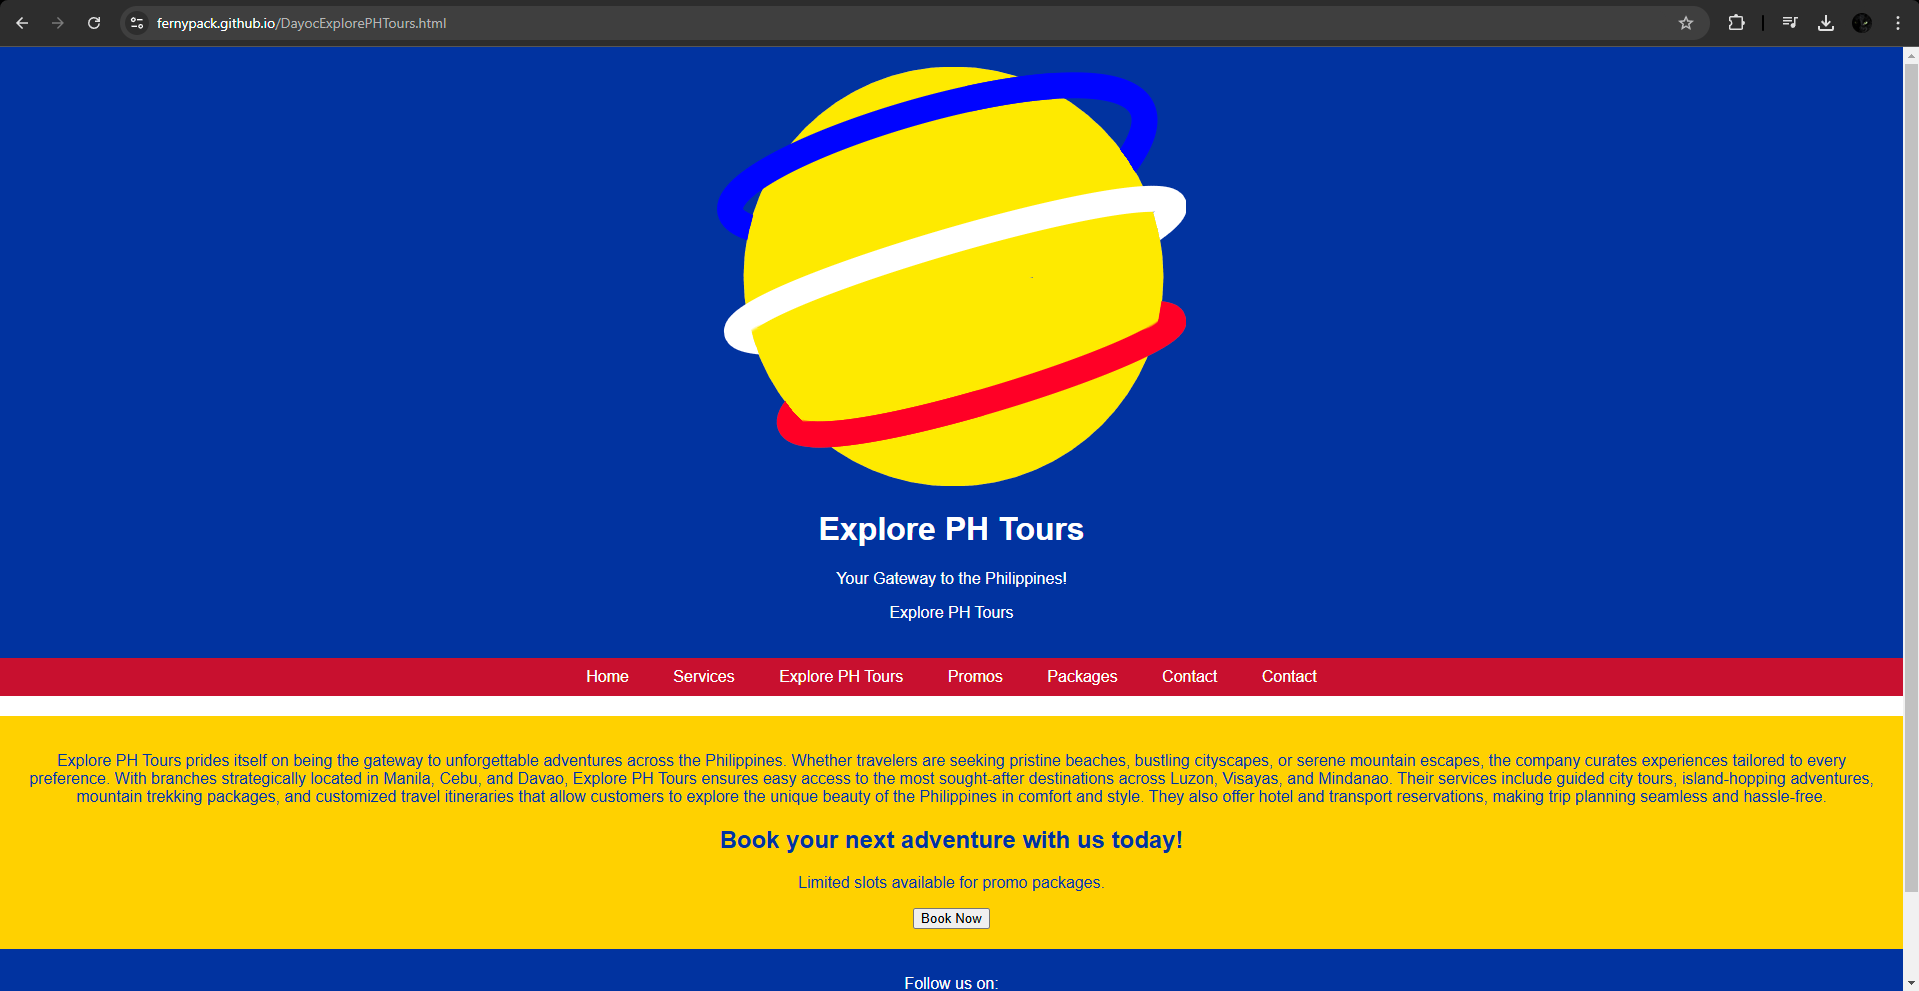 fernypack.github.io/DayocExplorePHTours.html
Explore PH Tours
Your Gateway to the Philippines!
Explore PH Tours
Home Services Explore PH Tours Promos Packages Contact Contact
Explore PH Tours prides itself on being the gateway to unforgettable adventures across the Philippines. Whether travelers are seeking pristine beaches, bustling cityscapes, or serene mountain escapes, the company curates experiences tailored to every
preference. With branches strategically located in Manila, Cebu, and Davao, Explore PH Tours ensures easy access to the most sought-after destinations across Luzon, Visayas, and Mindanao. Their services include guided city tours, island-hopping adventures,
mountain trekking packages, and customized travel itineraries that allow customers to explore the unique beauty of the Philippines in comfort and style. They also offer hotel and transport reservations, making trip planning seamless and hassle-free.
Book your next adventure with us today!
Limited slots available for promo packages.
Book Now
Follow us on: